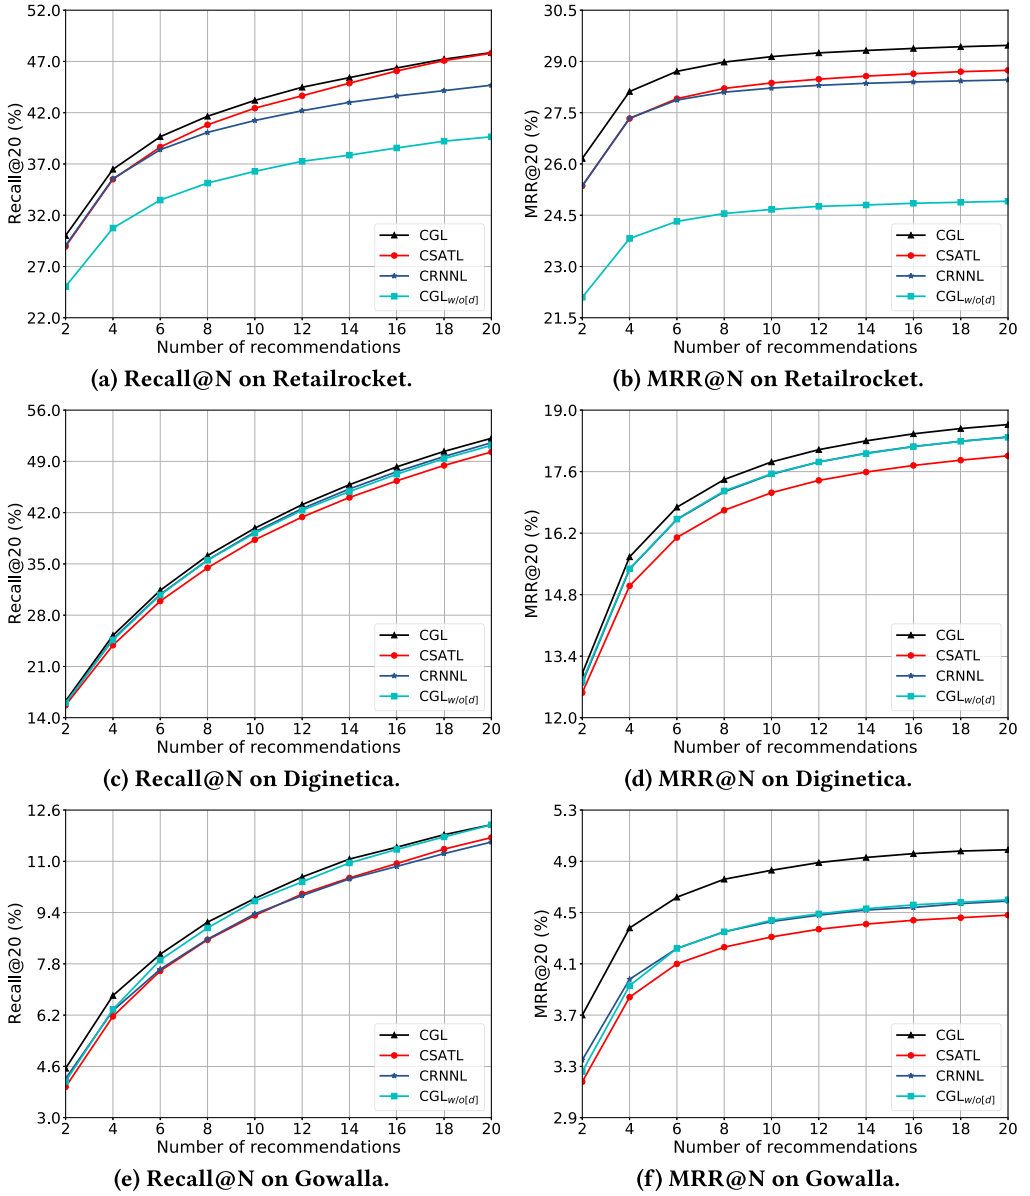 52.0
47.0
42.0
37.0
32.0
27.0
22.0
Recall@20 (%)
CGL
CSATL
CRNNL
CGL w/o[d]
2 4 6 8 10 12 14 16 18 20
Number of recommendations
(a) Recall@N on Retailrocket.
30.5
29.0
27.5
26.0
24.5
23.0
21.5
MRR@20 (%)
CGL
CSATL
CRNNL
CGL w/o[d]
2 4 6 8 10 12 14 16 18 20
Number of recommendations
(b) MRR@N on Retailrocket.
56.0
49.0
42.0
35.0
28.0
21.0
14.0
Recall@20 (%)
CGL
CSATL
CRNNL
CGL w/o[d]
2 4 6 8 10 12 14 16 18 20
Number of recommendations
(c) Recall@N on Diginetica.
19.0
17.6
16.2
14.8
13.4
12.0
MRR@20 (%)
CGL
CSATL
CRNNL
CGL w/o[d]
2 4 6 8 10 12 14 16 18 20
Number of recommendations
(d) MRR@N on Diginetica.
12.6
11.0
9.4
7.8
6.2
4.6
3.0
Recall@20 (%)
CGL
CSATL
CRNNL
CGL w/o[d]
2 4 6 8 10 12 14 16 18 20
Number of recommendations
(e) Recall@N on Gowalla.
5.3
4.9
4.5
4.1
3.7
3.3
2.9
MRR@20 (%)
CGL
CSATL
CRNNL
CGL w/o[d]
2 4 6 8 10 12 14 16 18 20
Number of recommendations
(f) MRR@N on Gowalla.